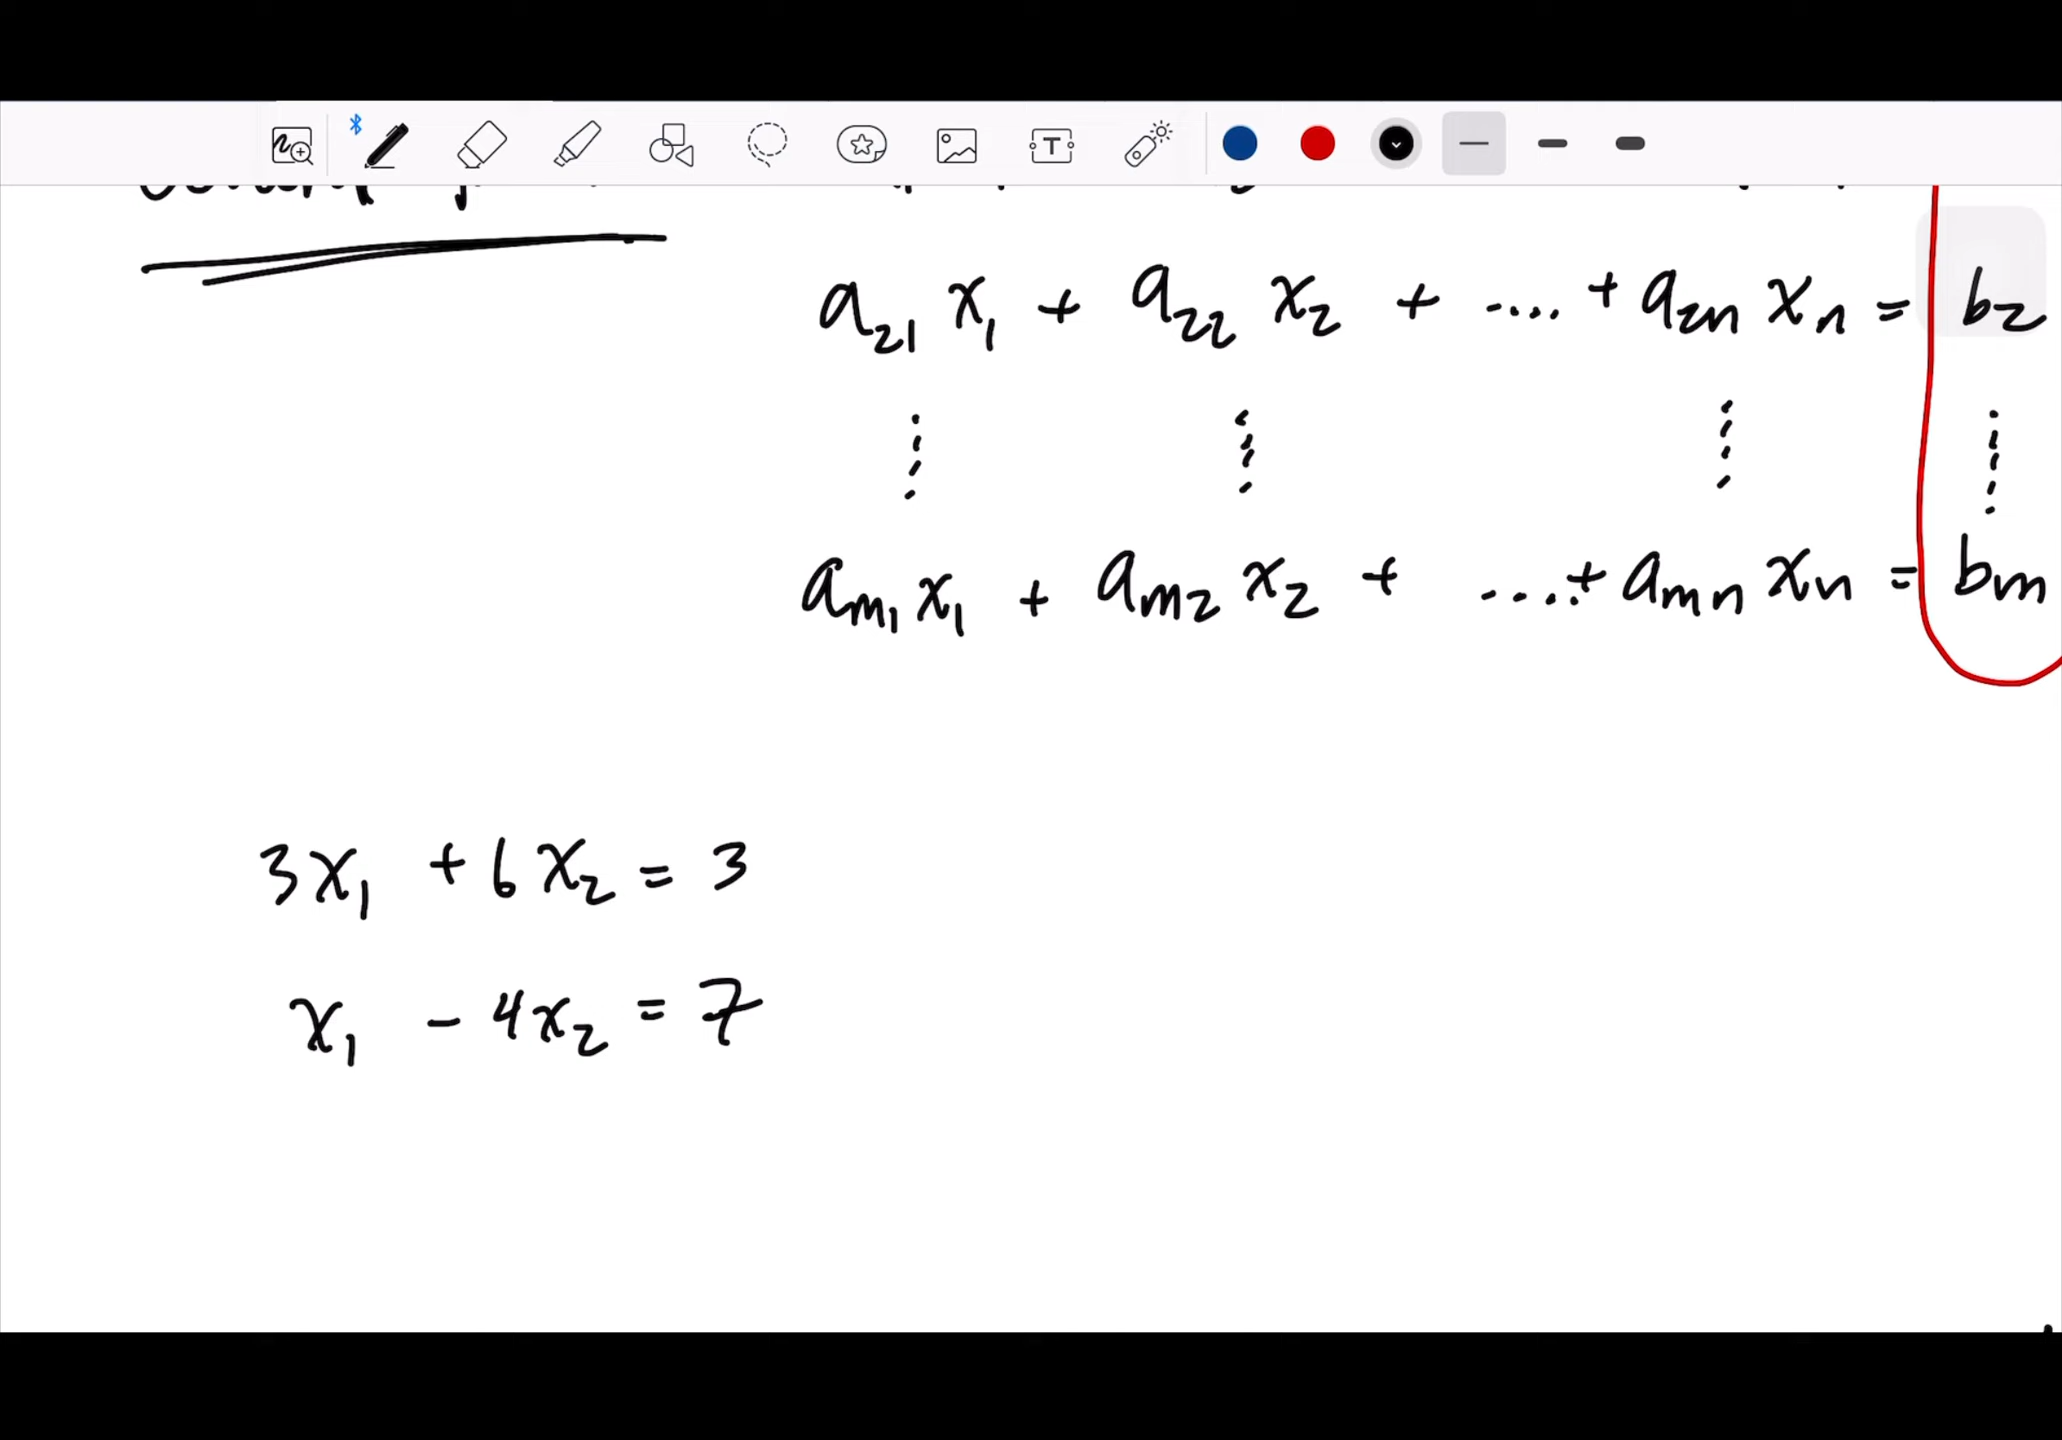 a₂₁ x₁ + a₂₂ x₂ + .... + a₂ₙ xₙ = b₂
⋮ ⋮ ⋮ ⋮
aₘ₁ x₁ + aₘ₂ x₂ + ....+ aₘₙ xₙ = bₘ
3x₁ + 6x₂ = 3
x₁ - 4x₂ = 7